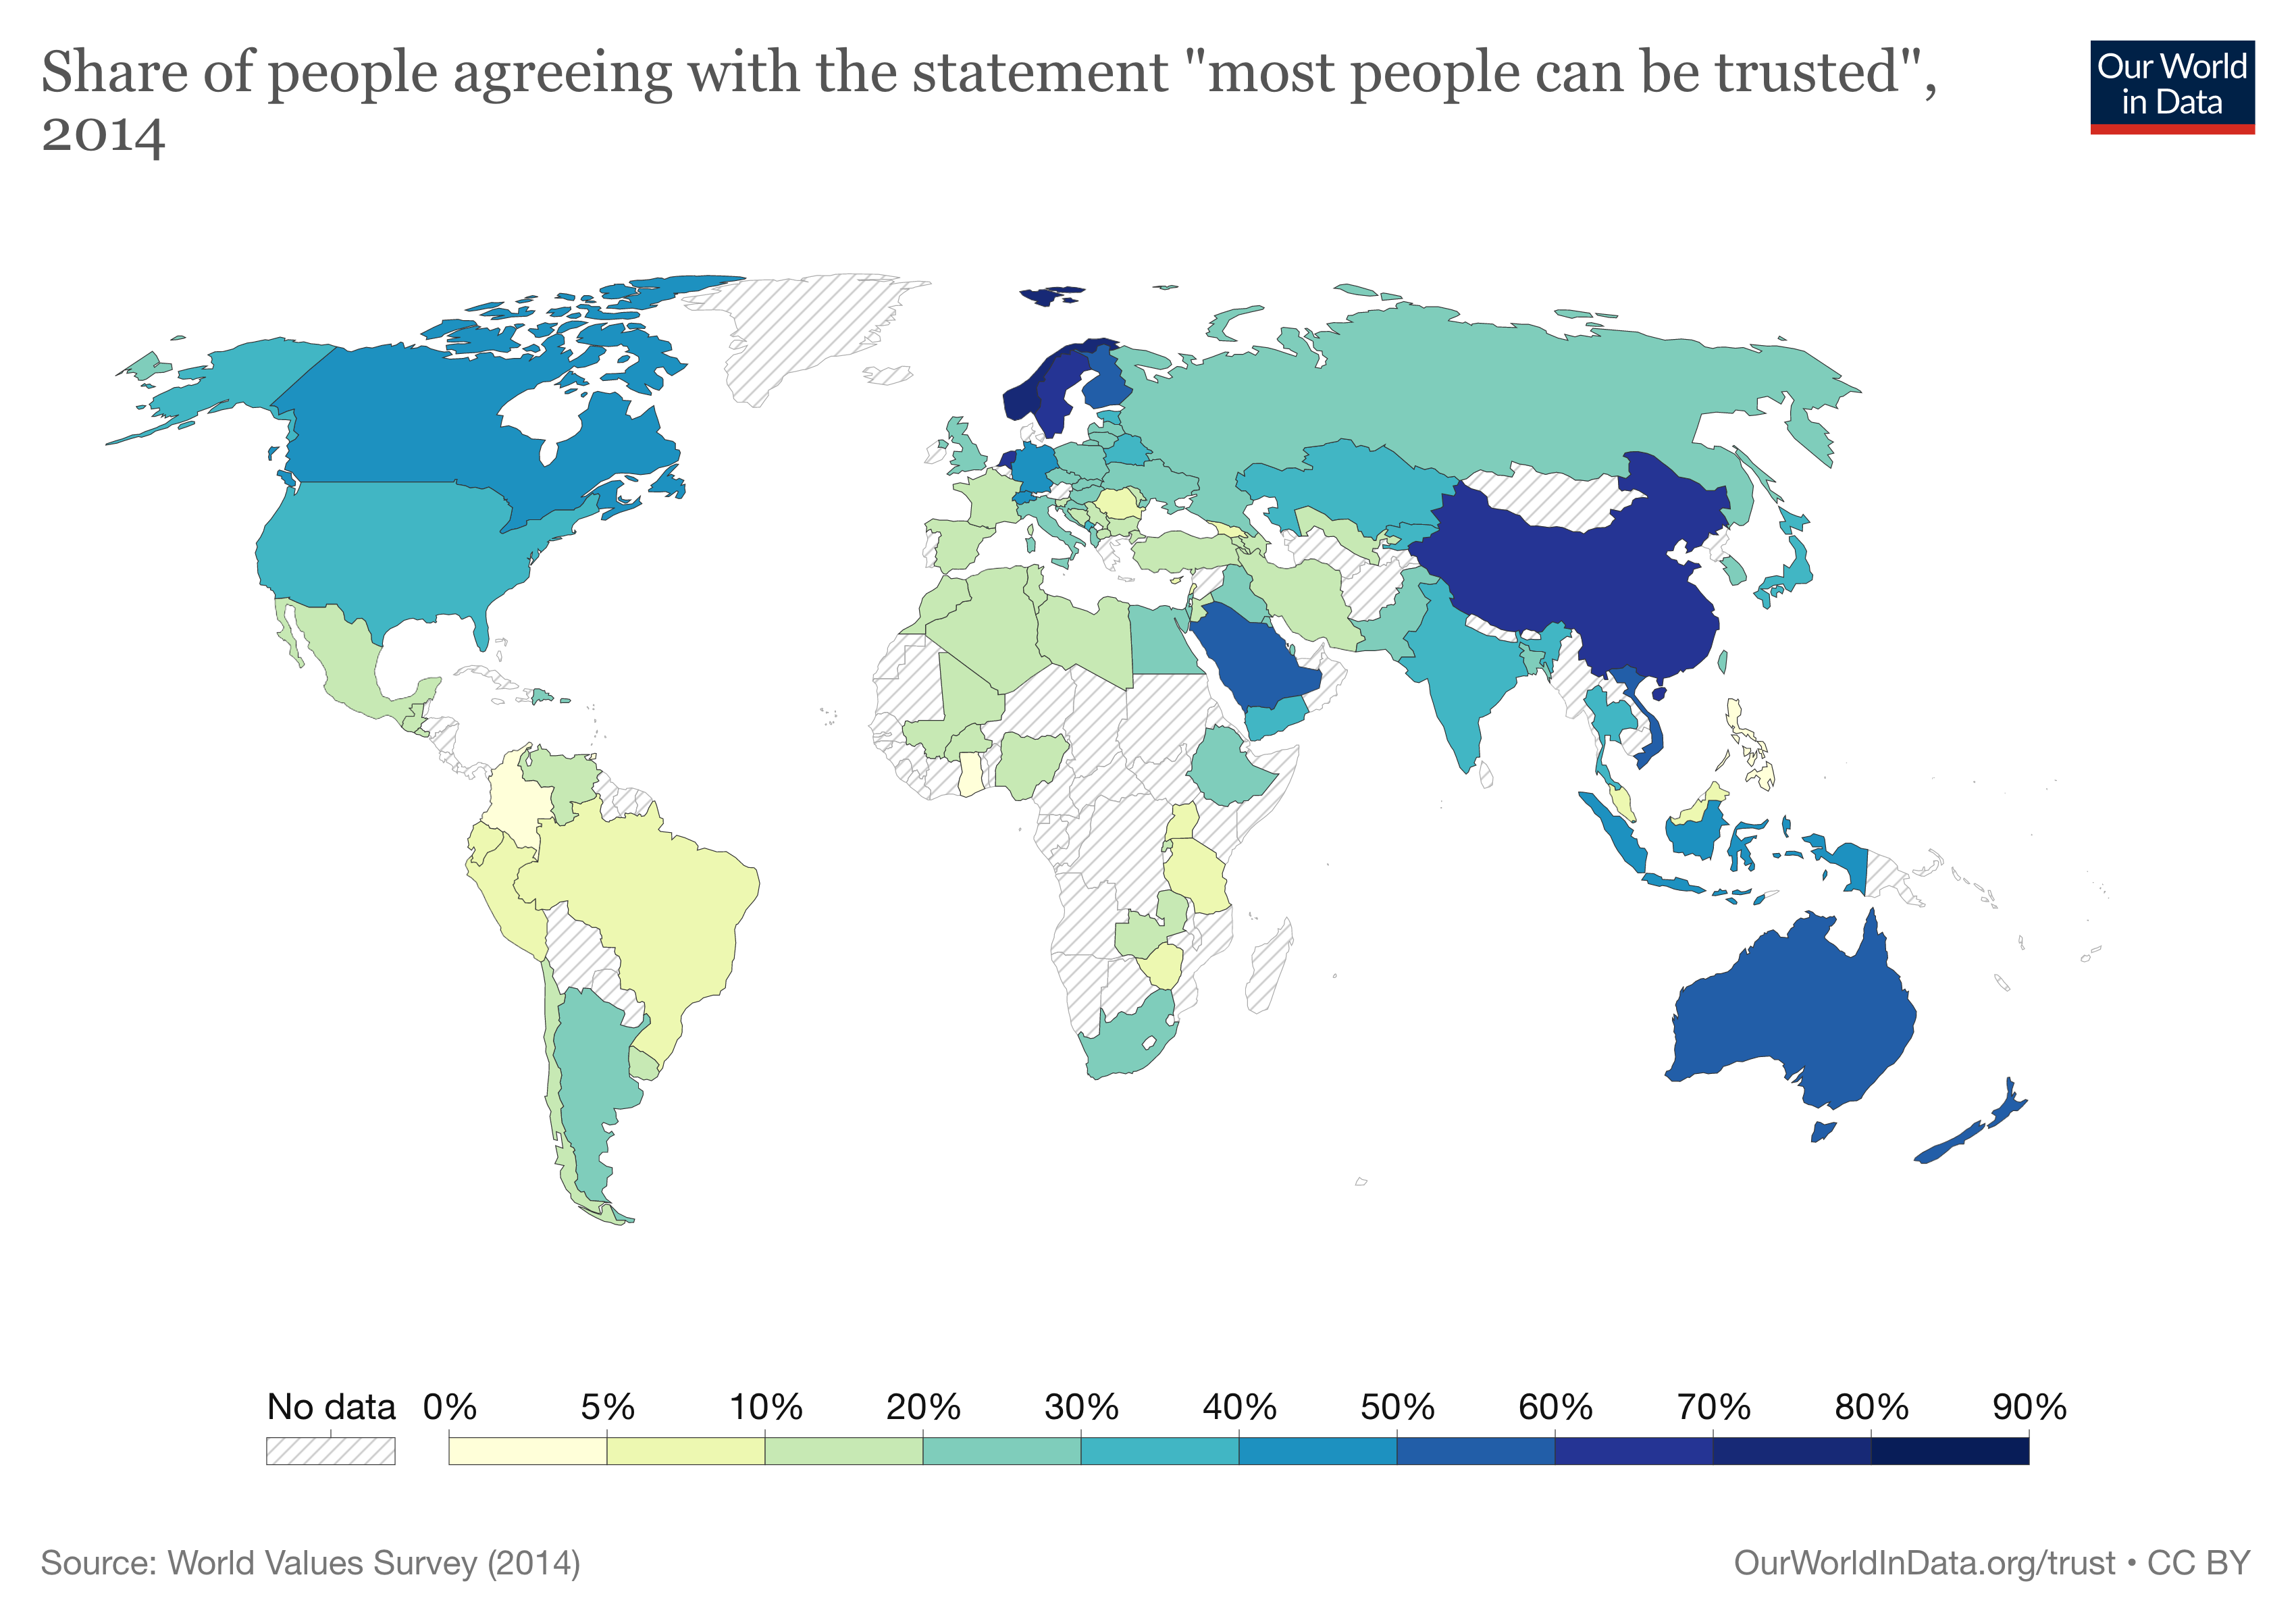 Share of people agreeing with the statement "most people can be trusted",
2014
Our World
in Data
No data 0% 5% 10% 20% 30% 40% 50% 60% 70% 80% 90%
Source: World Values Survey (2014)
OurWorldInData.org/trust • CC BY